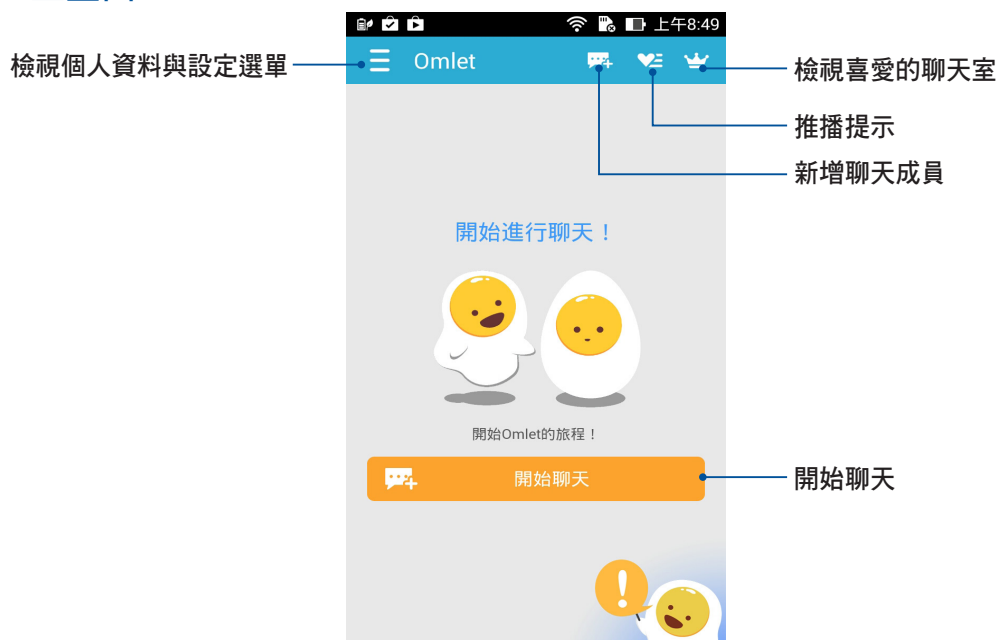 上午8:49
檢視個人資料與設定選單
Omlet
檢視喜愛的聊天室
推播提示
新增聊天成員
開始進行聊天！
開始Omlet的旅程！
開始聊天
開始聊天